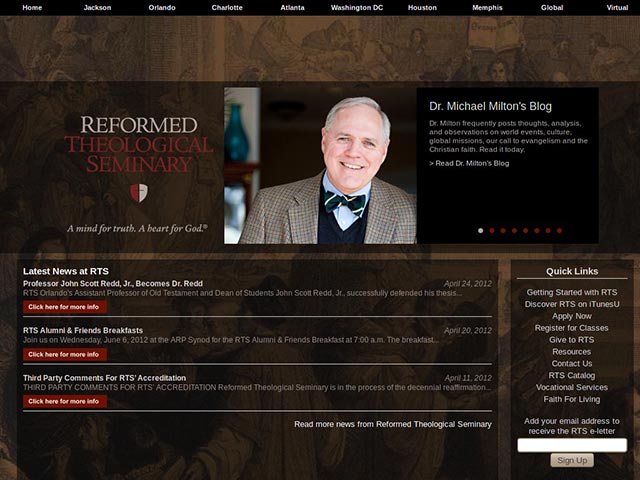 Home Jackson Orlando Charlotte Atlanta Washington DC Houston Memphis Global Virtual
REFORMED
THEOLOGICAL
SEMINARY
A mind for truth. A heart for God.®
Dr. Michael Milton's Blog
Dr. Milton frequently posts thoughts, analysis,
and observations on world events, culture,
global missions, our call to evangelism and the
Christian faith. Read it today.
> Read Dr. Milton's Blog
Latest News at RTS
Professor John Scott Redd, Jr., Becomes Dr. Redd April 24, 2012
RTS Orlando's Assistant Professor of Old Testament and Dean of Students John Scott Redd, Jr., successfully defended his thesis...
Click here for more info
RTS Alumni & Friends Breakfasts April 20, 2012
Join us on Wednesday, June 6, 2012 at the ARP Synod for the RTS Alumni & Friends Breakfast at 7:00 a.m. The breakfast...
Click here for more info
Third Party Comments For RTS' Accreditation April 11, 2012
THIRD PARTY COMMENTS FOR RTS' ACCREDITATION Reformed Theological Seminary is in the process of the decennial reaffirmation...
Click here for more info
Read more news from Reformed Theological Seminary
Quick Links
Getting Started with RTS
Discover RTS on iTunesU
Apply Now
Register for Classes
Give to RTS
Resources
Contact Us
RTS Catalog
Vocational Services
Faith For Living
Add your email address to
receive the RTS e-letter
Sign Up